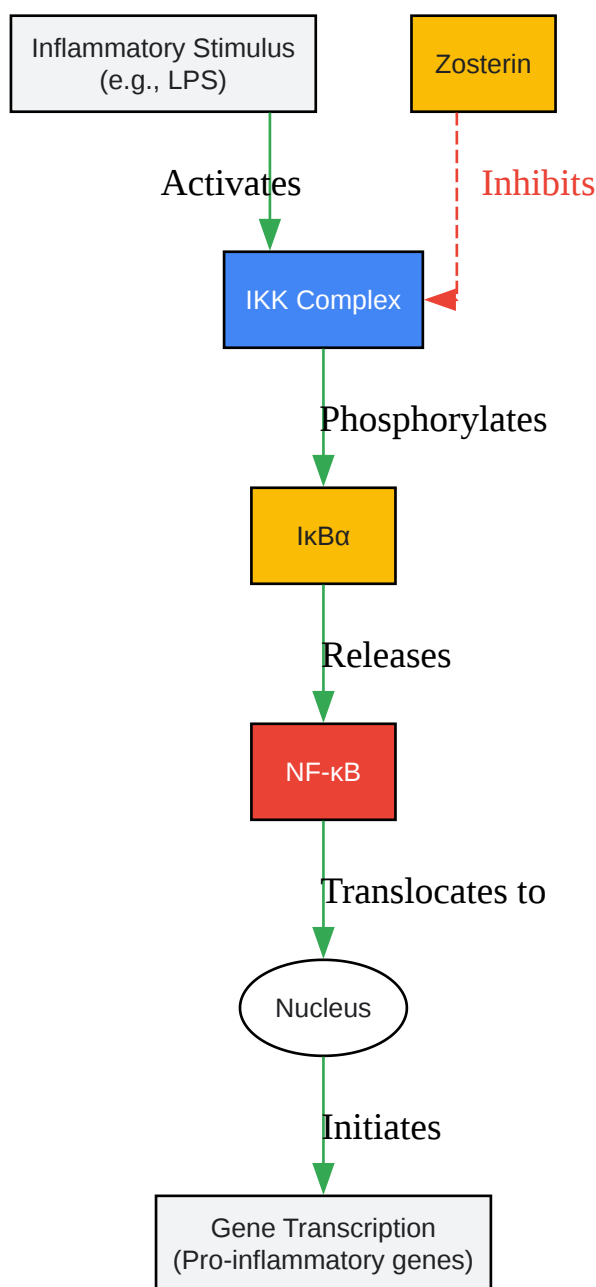 Inflammatory Stimulus
(e.g., LPS)
Zosterin
Activates
Inhibits
IKK Complex
Phosphorylates
IκBα
Releases
NF-κB
Translocates to
Nucleus
Initiates
Gene Transcription
(Pro-inflammatory genes)